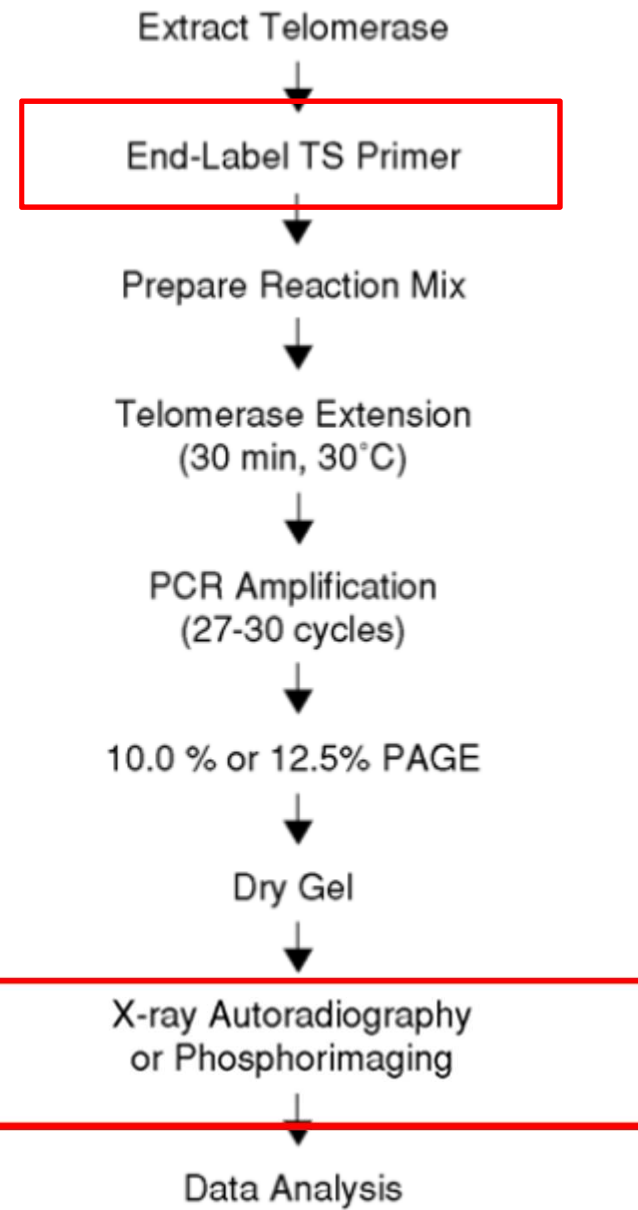 Extract Telomerase
End-Label TS Primer
Prepare Reaction Mix
Telomerase Extension
(30 min, 30˚C)
PCR Amplification
(27-30 cycles)
10.0 % or 12.5% PAGE
Dry Gel
X-ray Autoradiography
or Phosphorimaging
Data Analysis